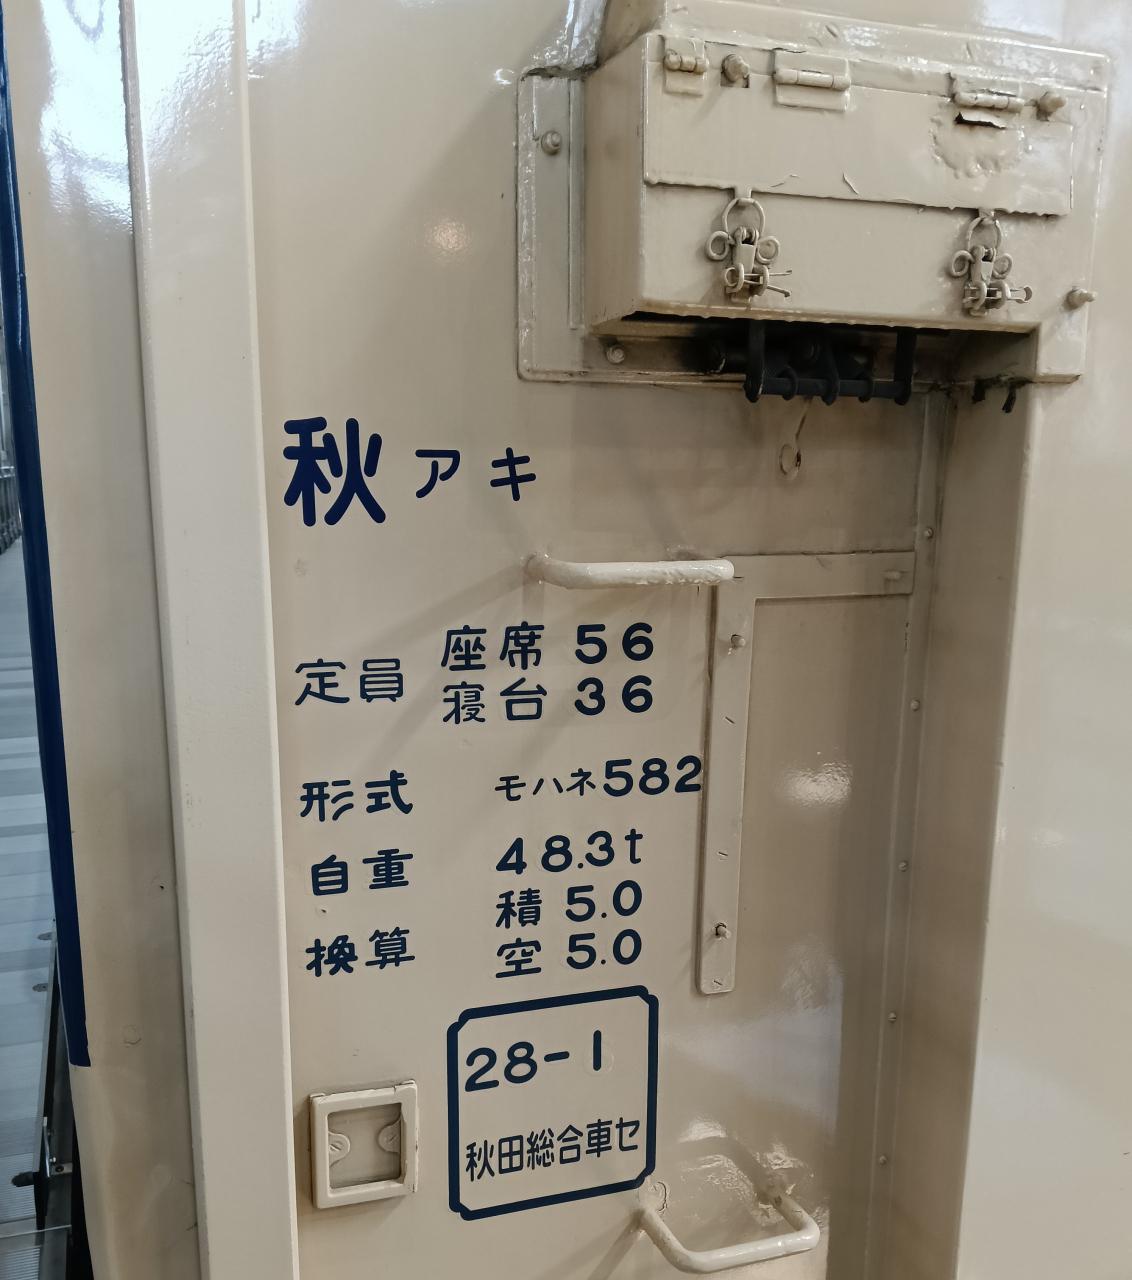 秋 アキ
定員 座席 56
寝台 36
形式 モハネ582
自重 48.3t
換算 積 5.0
空 5.0
28-1
秋田総合車セ